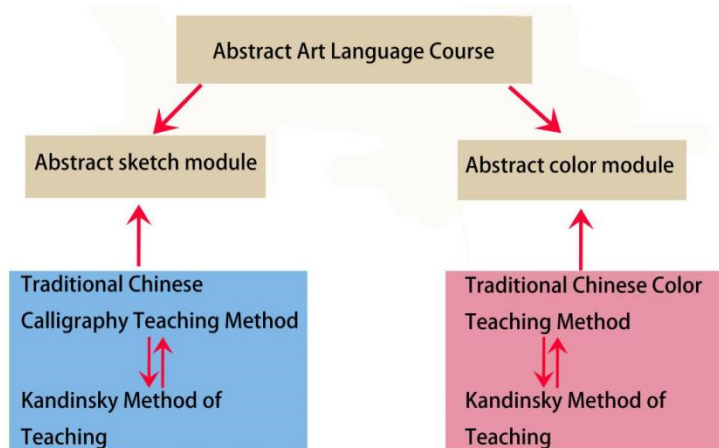 Abstract Art Language Course
Abstract sketch module
Abstract color module
Traditional Chinese
Calligraphy Teaching Method
Kandinsky Method of
Teaching
Traditional Chinese Color
Teaching Method
Kandinsky Method of
Teaching